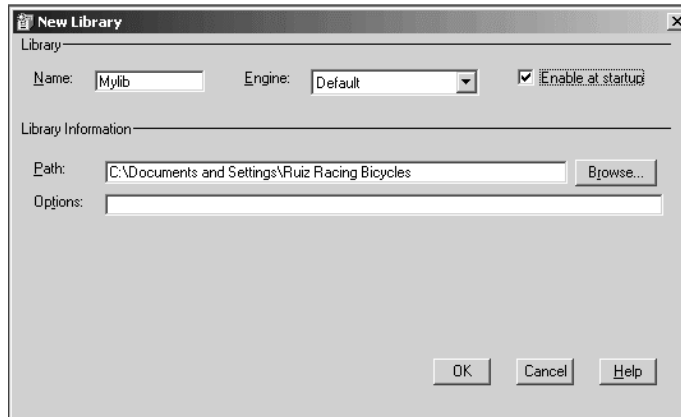 New Library
Library
Name: Mylib Engine: Default Enable at startup
Library Information
Path: C:\Documents and Settings\Ruiz Racing Bicycles Browse...
Options:
OK Cancel Help